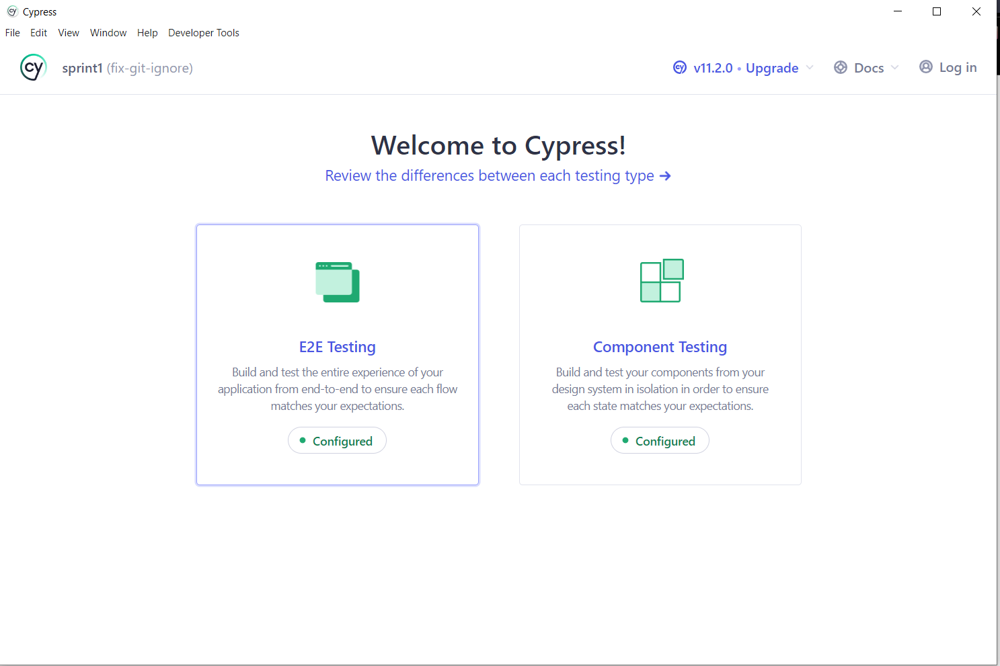 Cypress
File Edit View Window Help Developer Tools
cy sprint1 (fix-git-ignore) cy v11.2.0 • Upgrade Docs Log in
Welcome to Cypress!
Review the differences between each testing type →
E2E Testing
Build and test the entire experience of your
application from end-to-end to ensure each flow
matches your expectations.
Configured
Component Testing
Build and test your components from your
design system in isolation in order to ensure
each state matches your expectations.
Configured